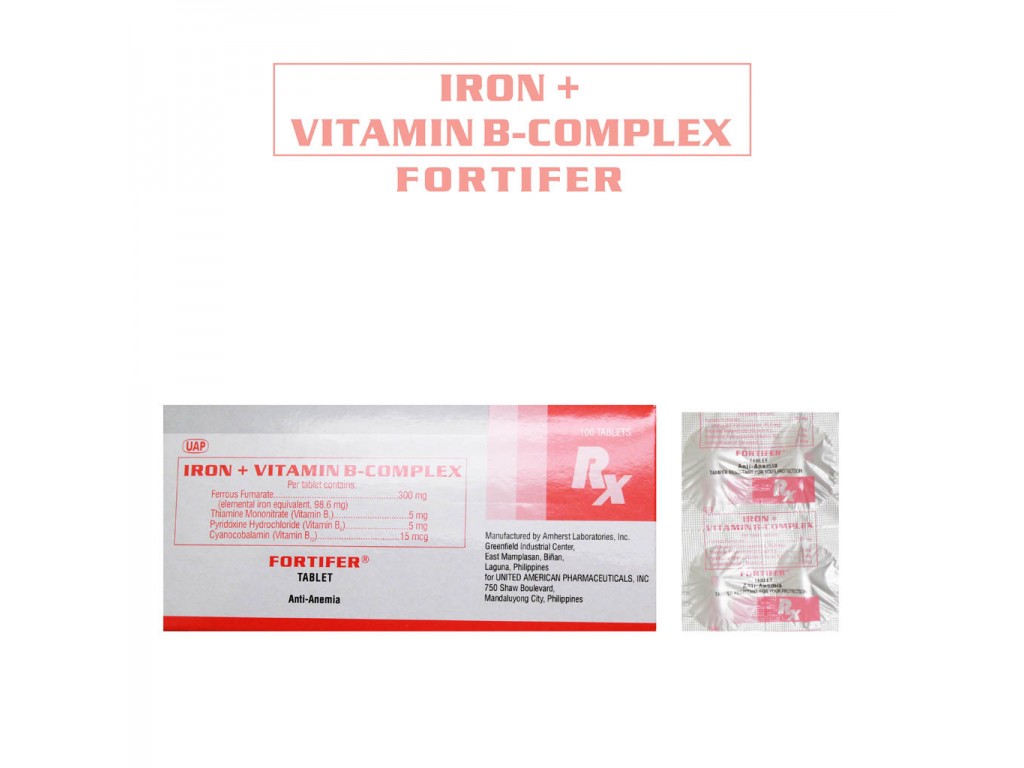 IRON +
VITAMIN B-COMPLEX
FORTIFER
UAP
IRON + VITAMIN B-COMPLEX
Per tablet contains:
Ferrous Fumarate..............................300 mg
(elemental iron equivalent, 98.6 mg)
Thiamine Mononitrate (Vitamin B₁)..................5 mg
Pyridoxine Hydrochloride (Vitamin B₆)...............5 mg
Cyanocobalamin (Vitamin B₁₂)....................15 mcg
FORTIFER®
TABLET
Anti-Anemia
100 TABLETS
Rx
Manufactured by Amherst Laboratories, Inc.
Greenfield Industrial Center,
East Mamplasan, Biñan,
Laguna, Philippines
for UNITED AMERICAN PHARMACEUTICALS, INC
750 Shaw Boulevard,
Mandaluyong City, Philippines
FORTIFER®
TABLET
Anti-Anemia
Rx
IRON +
VITAMIN B-COMPLEX
FORTIFER®
TABLET
Anti-Anemia
Rx